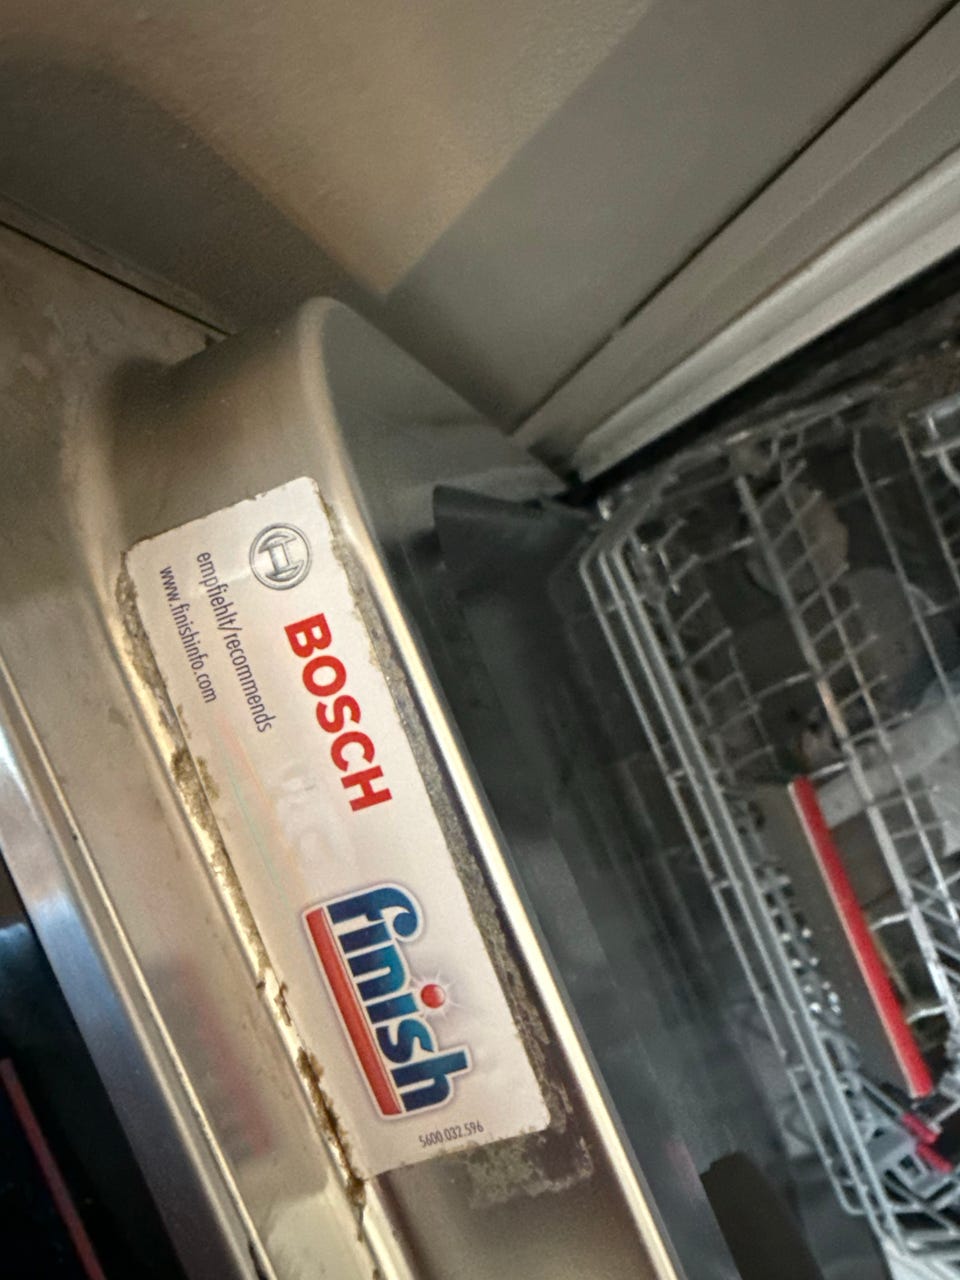 BOSCH
empfiehlt/recommends
www.finishinfo.com
finish
5600.032.596